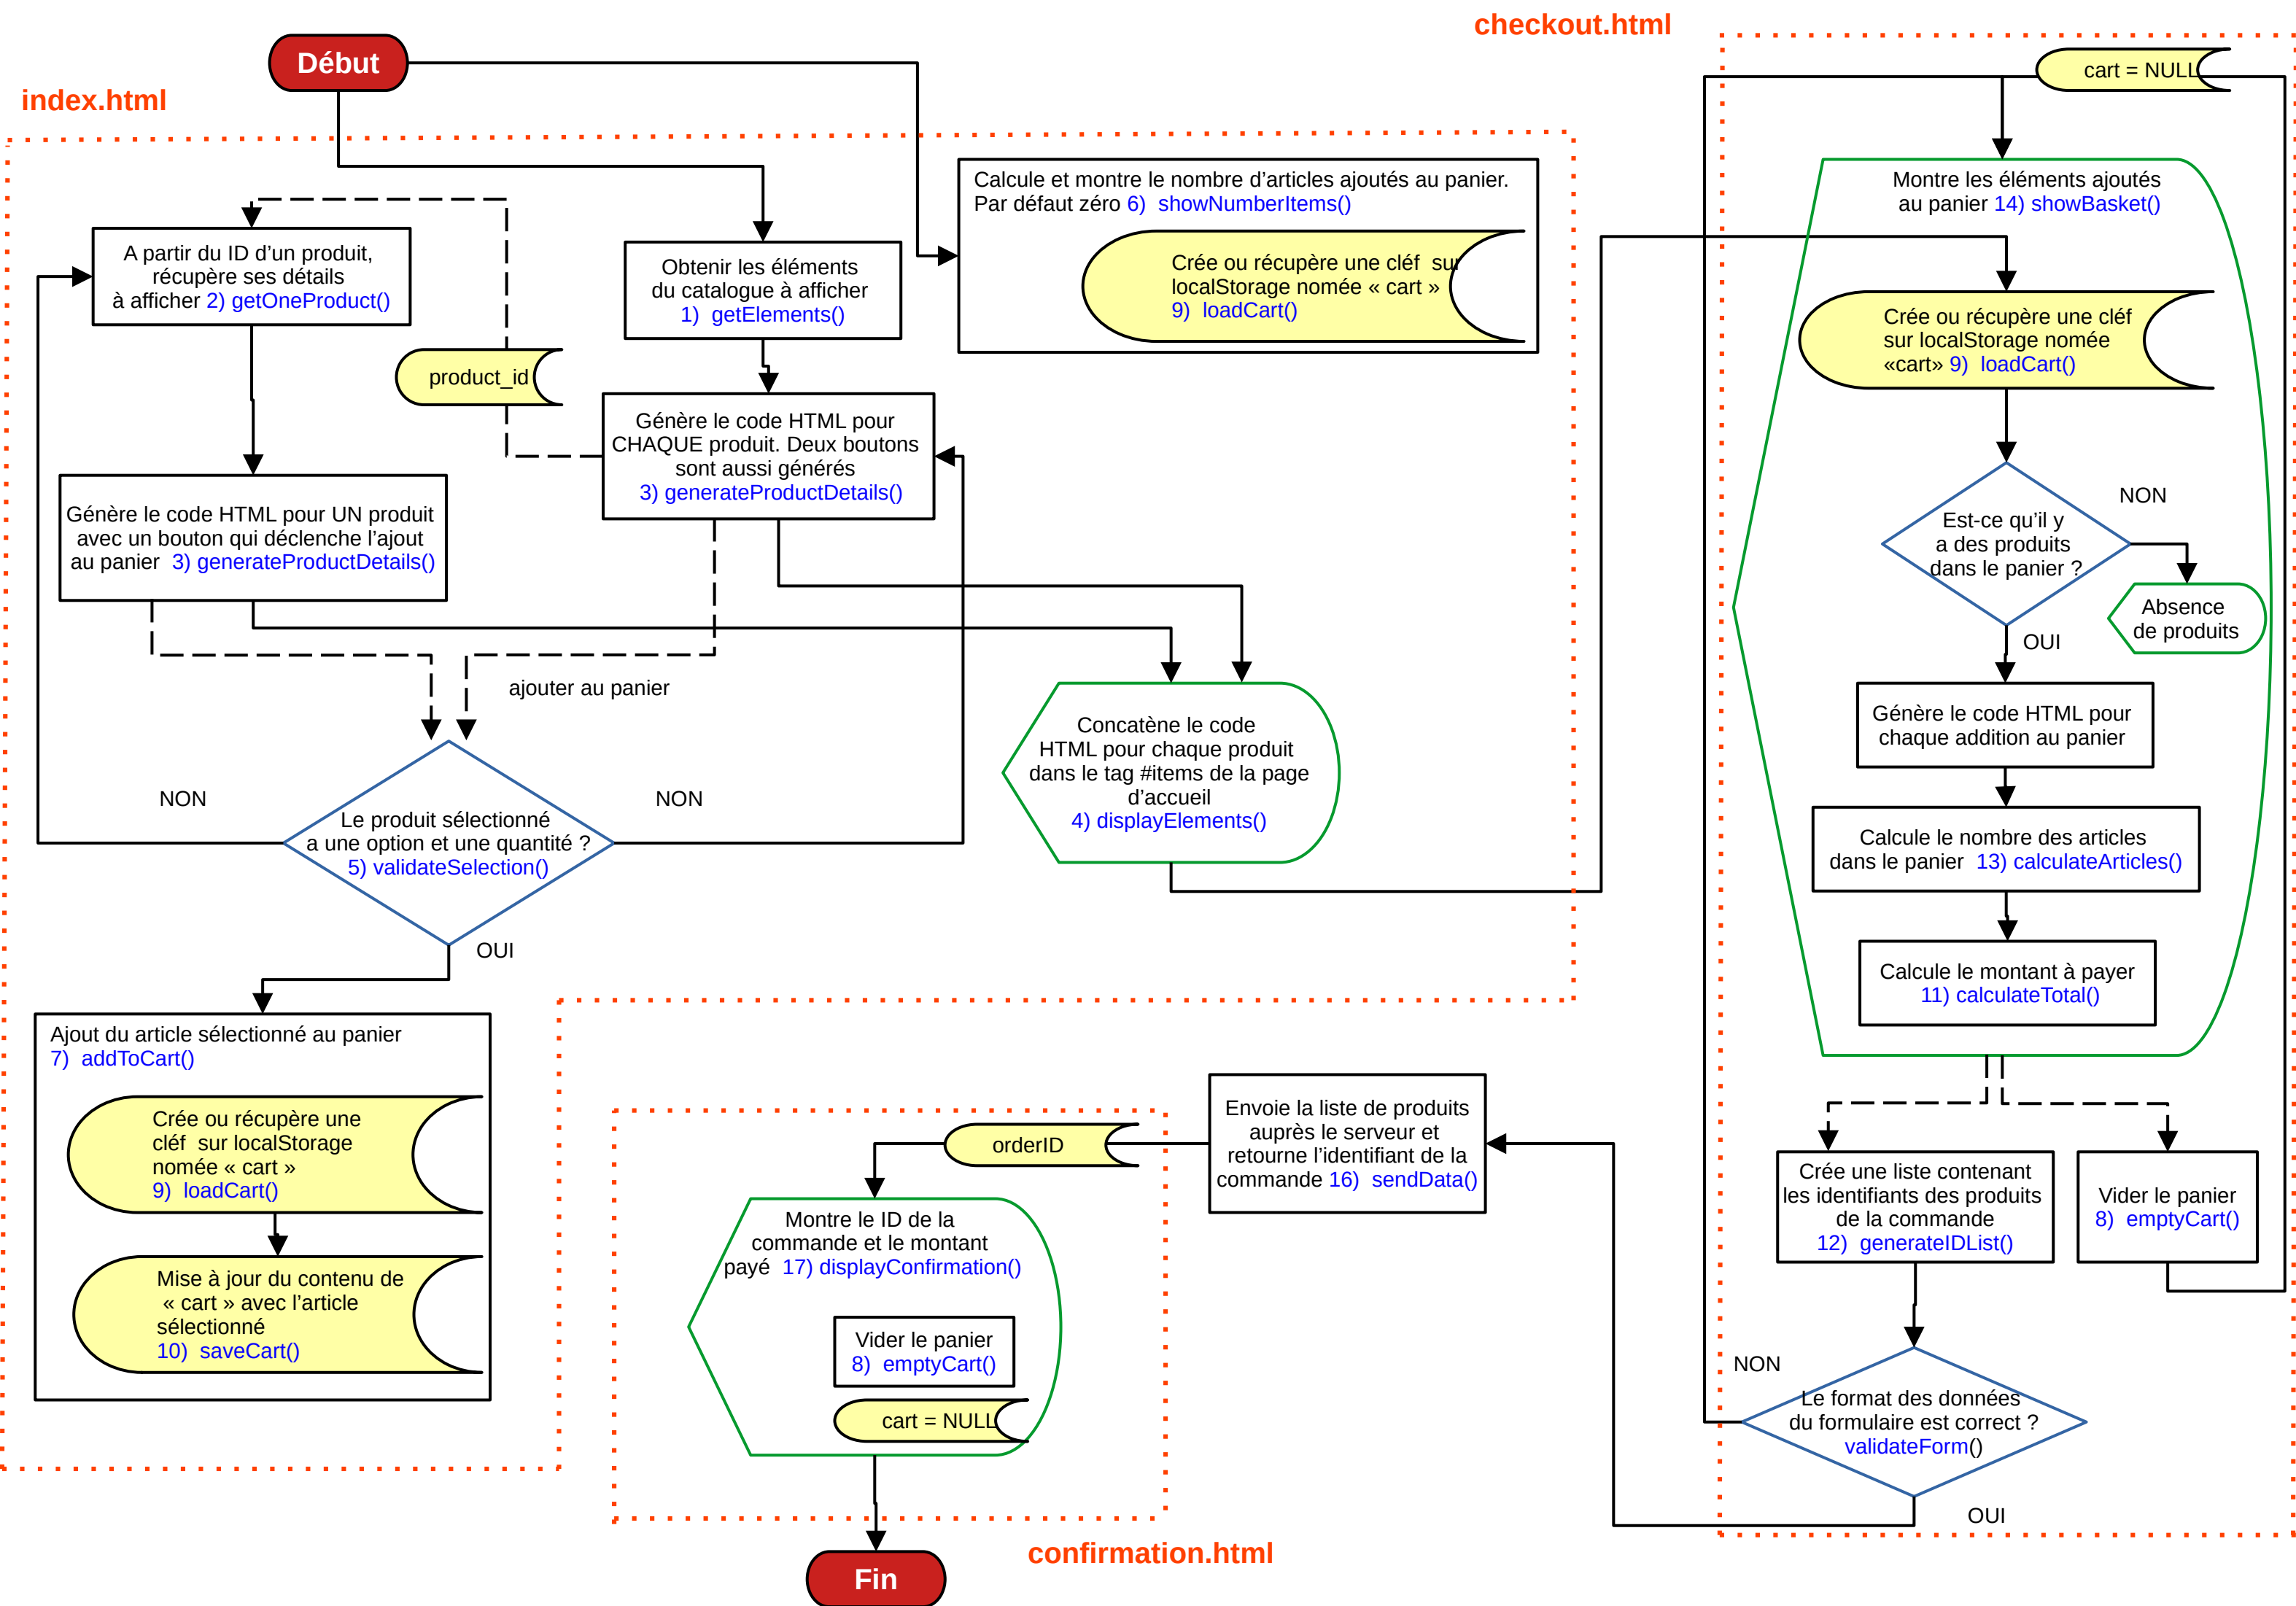 checkout.html
Début
cart = NULL
index.html
Calcule et montre le nombre d’articles ajoutés au panier.
Par défaut zéro 6)  showNumberItems()
Crée ou récupère une cléf  sur
localStorage nomée « cart »
9)  loadCart()
Montre les éléments ajoutés
au panier 14) showBasket()
A partir du ID d’un produit,
récupère ses détails
à afficher 2) getOneProduct()
Obtenir les éléments
du catalogue à afficher
1)  getElements()
Crée ou récupère une cléf
sur localStorage nomée
«cart» 9)  loadCart()
product_id
Génère le code HTML pour
CHAQUE produit. Deux boutons
sont aussi générés
3) generateProductDetails()
Génère le code HTML pour UN produit
avec un bouton qui déclenche l’ajout
au panier  3) generateProductDetails()
NON
Est-ce qu’il y
a des produits
dans le panier ?
Absence
de produits
OUI
ajouter au panier
Génère le code HTML pour
chaque addition au panier
Concatène le code
HTML pour chaque produit
dans le tag #items de la page
d’accueil
4) displayElements()
NON
NON
Le produit sélectionné
a une option et une quantité ?
5) validateSelection()
Calcule le nombre des articles
dans le panier  13) calculateArticles()
OUI
Calcule le montant à payer
11) calculateTotal()
Ajout du article sélectionné au panier
7)  addToCart()
Crée ou récupère une
cléf  sur localStorage
nomée « cart »
9)  loadCart()
Mise à jour du contenu de
« cart » avec l’article
sélectionné
10)  saveCart()
orderID
Envoie la liste de produits
auprès le serveur et
retourne l’identifiant de la
commande 16)  sendData()
Crée une liste contenant
les identifiants des produits
de la commande
12)  generateIDList()
Vider le panier
8)  emptyCart()
Montre le ID de la
commande et le montant
payé  17) displayConfirmation()
Vider le panier
8)  emptyCart()
cart = NULL
NON
Le format des données
du formulaire est correct ?
validateForm()
OUI
confirmation.html
Fin